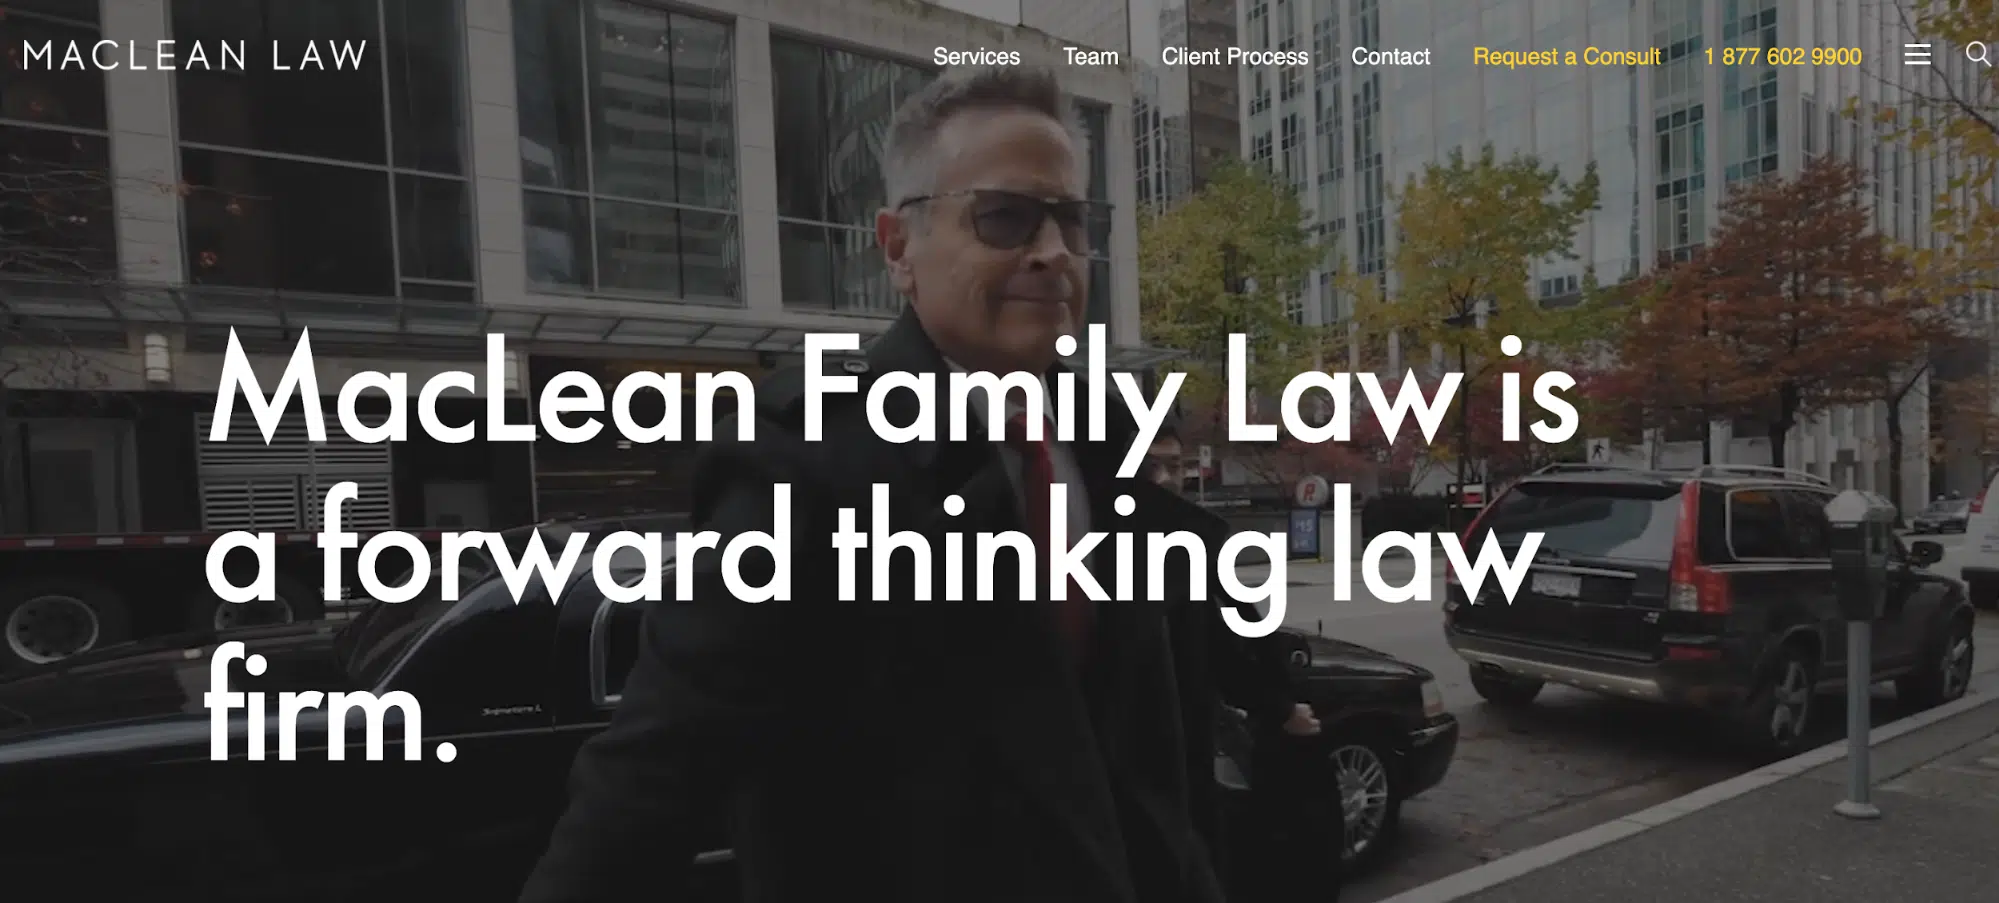 MACLEAN LAW
Services Team Client Process Contact Request a Consult 1 877 602 9900
MacLean Family Law is
a forward thinking law
firm.
Signature L